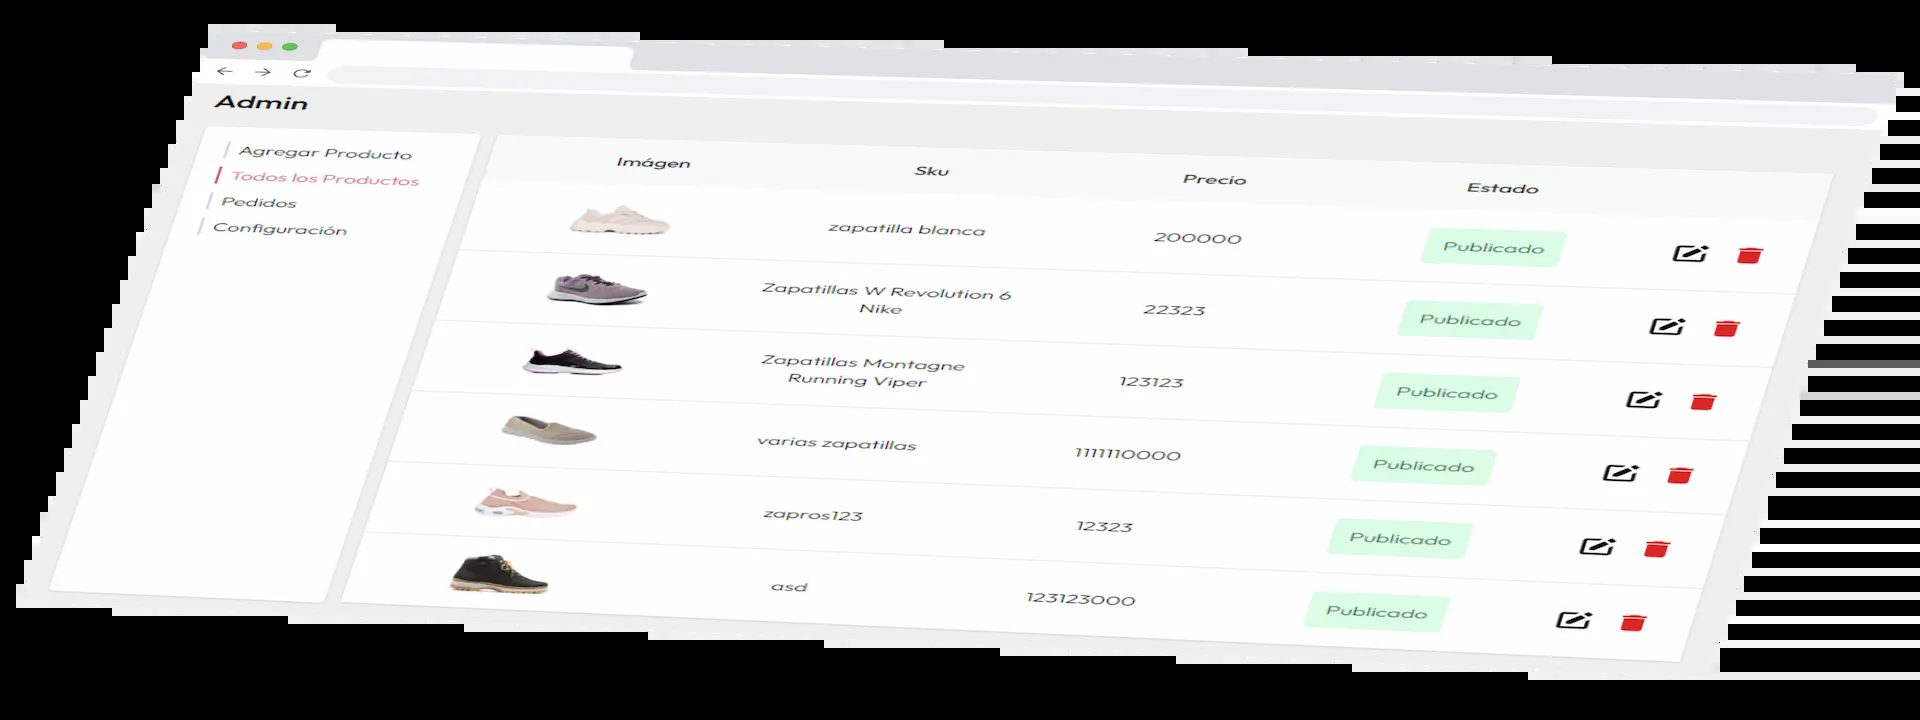 Admin
Agregar Producto
Todos los Productos
Pedidos
Configuración
Imágen Sku Precio Estado
zapatilla blanca 200000 Publicado
Zapatillas W Revolution 6
Nike 22323 Publicado
Zapatillas Montagne
Running Viper 123123 Publicado
varias zapatillas 1111110000 Publicado
zapros123 12323 Publicado
asd 123123000 Publicado